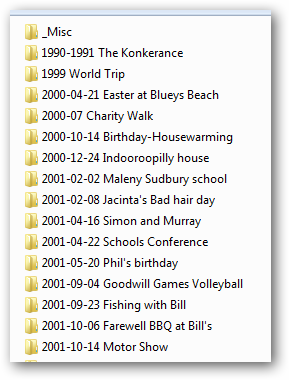 _Misc
1990-1991 The Konkerance
1999 World Trip
2000-04-21 Easter at Blueys Beach
2000-07 Charity Walk
2000-10-14 Birthday-Housewarming
2000-12-24 Indooroopilly house
2001-02-02 Maleny Sudbury school
2001-02-08 Jacinta's Bad hair day
2001-04-16 Simon and Murray
2001-04-22 Schools Conference
2001-05-20 Phil's birthday
2001-09-04 Goodwill Games Volleyball
2001-09-23 Fishing with Bill
2001-10-06 Farewell BBQ at Bill's
2001-10-14 Motor Show